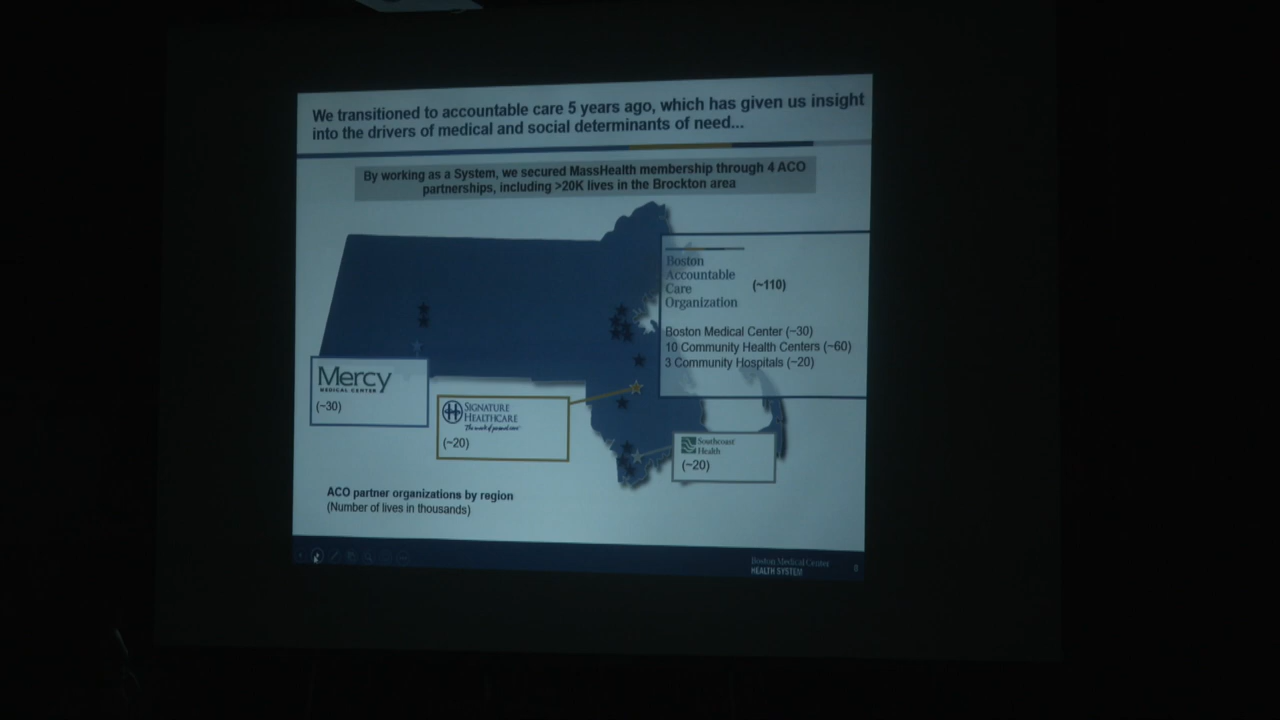 We transitioned to accountable care 5 years ago, which has given us insight
into the drivers of medical and social determinants of need...
By working as a System, we secured MassHealth membership through 4 ACO
partnerships, including >20K lives in the Brockton area
Boston
Accountable
Care
Organization
(~110)
Boston Medical Center (~30)
10 Community Health Centers (~60)
3 Community Hospitals (~20)
Mercy
MEDICAL CENTER
(~30)
SIGNATURE
HEALTHCARE
(~20)
Southcoast
Health
(~20)
ACO partner organizations by region
(Number of lives in thousands)
Boston Medical Center
HEALTH SYSTEM
8